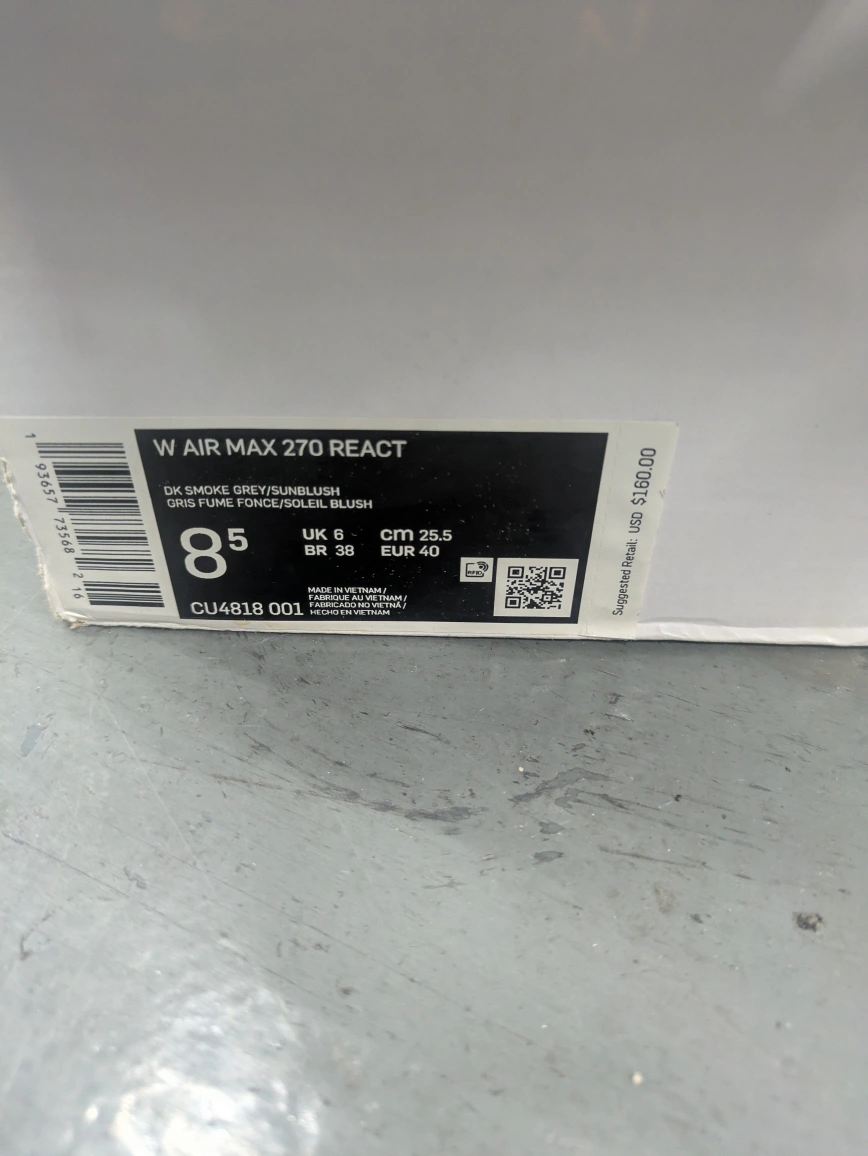 W AIR MAX 270 REACT
DK SMOKE GREY/SUNBLUSH
GRIS FUME FONCE/SOLEIL BLUSH
8⁵
UK 6
BR 38
cm 25.5
EUR 40
RFID
CU4818 001
MADE IN VIETNAM /
FABRIQUE AU VIETNAM /
FABRICADO NO VIETNÃ /
HECHO EN VIETNAM
1 93657 73568 2 16
Suggested Retail: USD $160.00